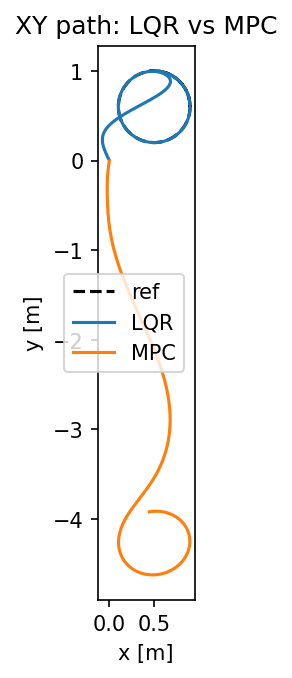 XY path: LQR vs MPC
1
0
−1
−2
−3
−4
y [m]
ref
LQR
MPC
0.0 0.5
x [m]